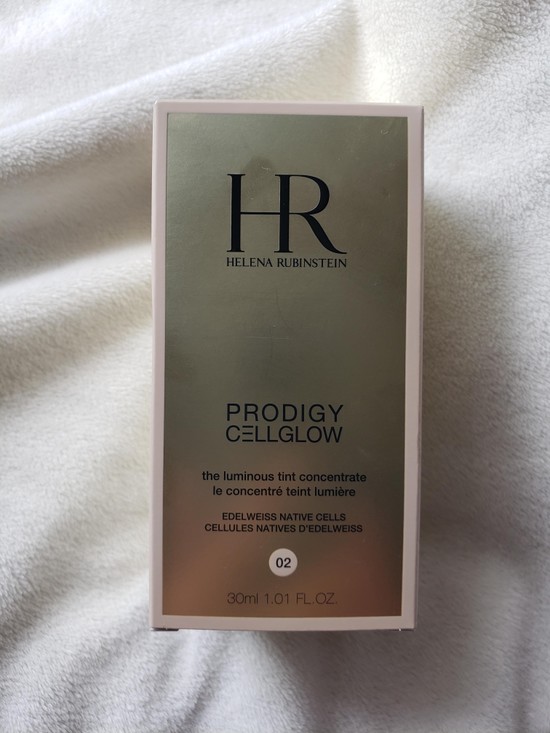 HR
HELENA RUBINSTEIN
PRODIGY
CELLGLOW
the luminous tint concentrate
le concentré teint lumière
EDELWEISS NATIVE CELLS
CELLULES NATIVES D'EDELWEISS
02
30ml 1.01 FL.OZ.